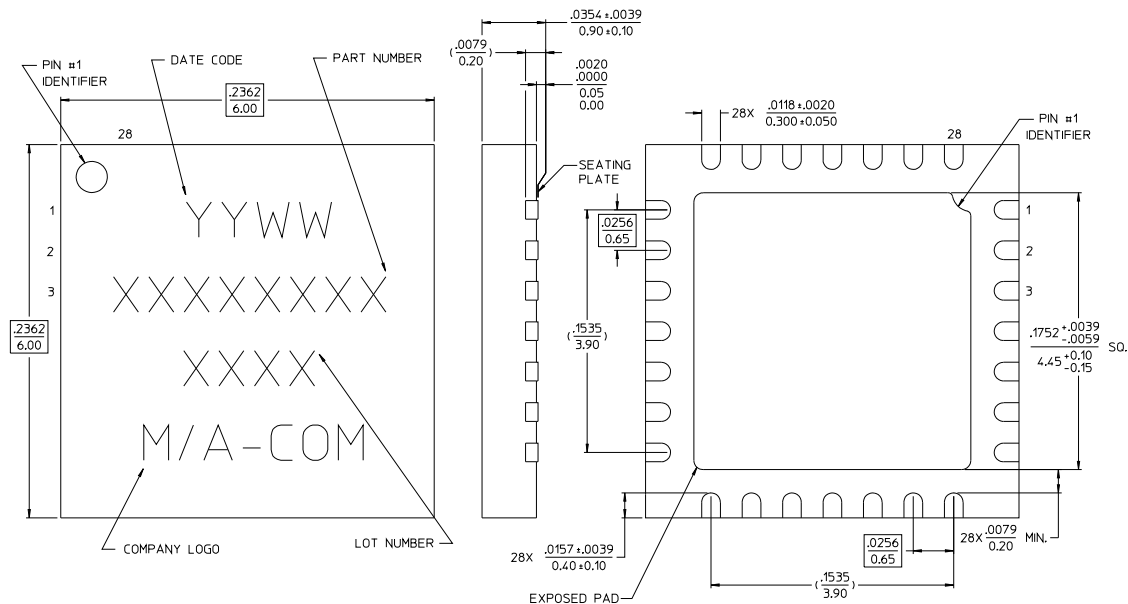 DATE CODE
PART NUMBER
PIN #1
IDENTIFIER
.2362
6.00
28
1
2
3
YYWW
XXXXXXXX
XXXX
M/A-COM
.2362
6.00
COMPANY LOGO
LOT NUMBER
.0354±.0039
0.90±0.10
(.0079
0.20)
.0020
.0000
0.05
0.00
SEATING
PLATE
.0256
0.65
(.1535
3.90)
28X .0118±.0020
0.300±0.050
28
PIN #1
IDENTIFIER
1
2
3
.1752 +.0039
-.0059
4.45 +0.10
-0.15
SQ.
28X .0157±.0039
0.40±0.10
.0256
0.65
28X .0079
0.20 MIN.
(.1535
3.90)
EXPOSED PAD